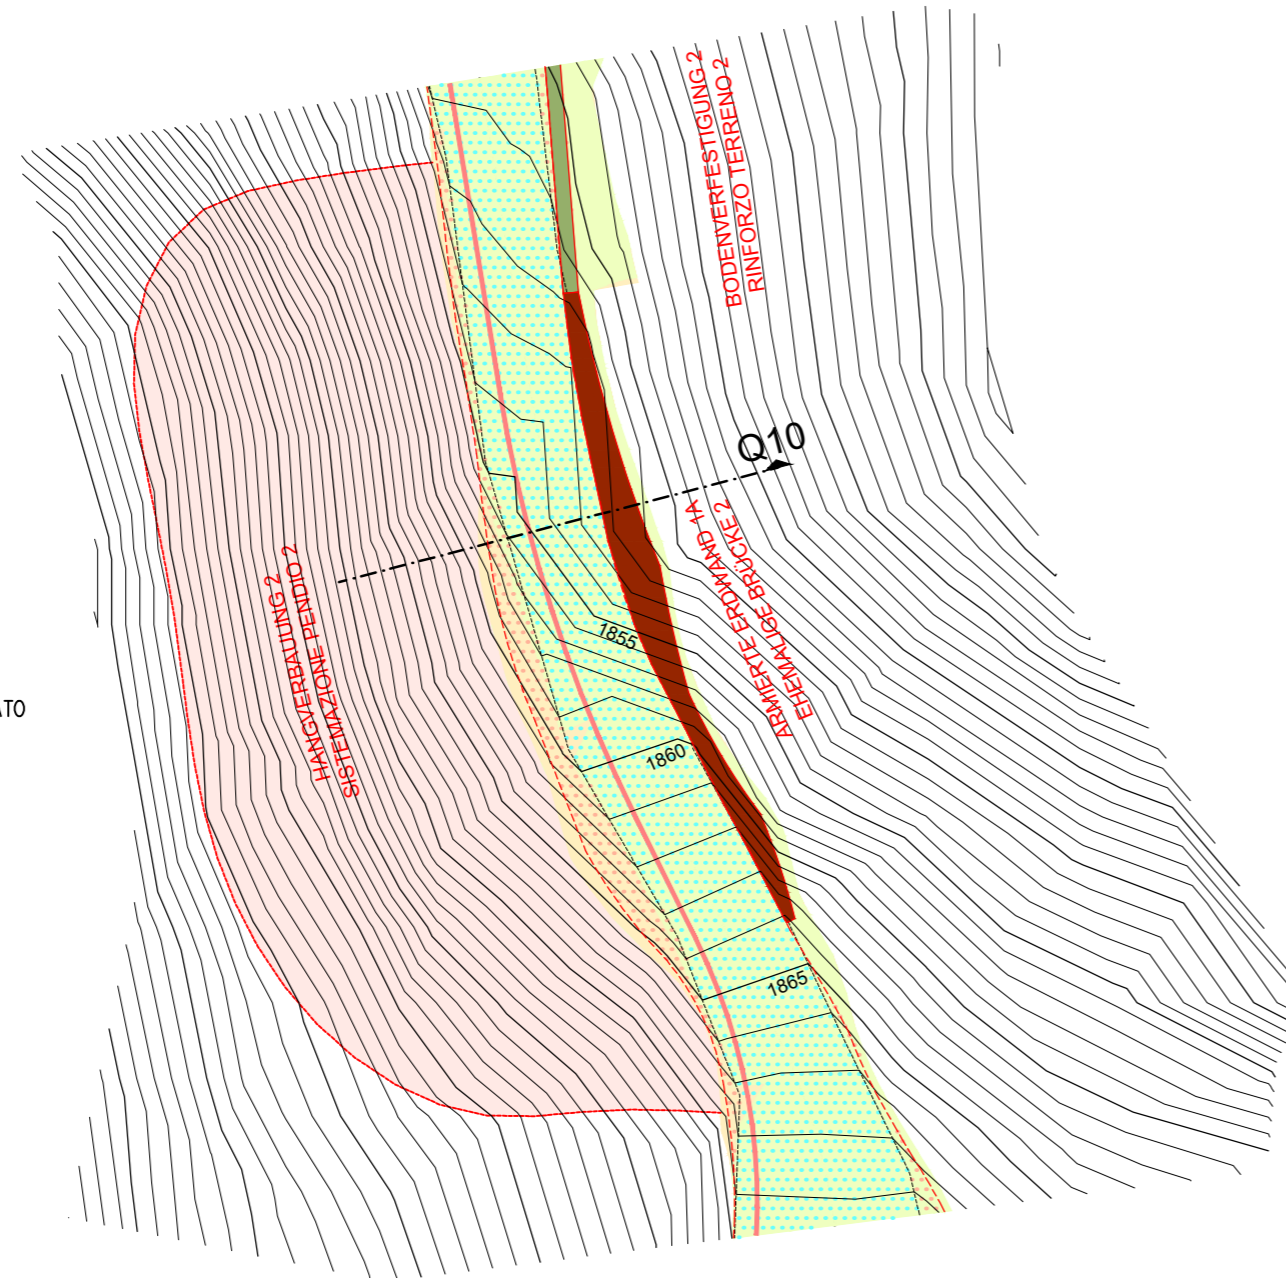 BODENVERFESTIGUNG 2
RINFORZO TERRENO 2
Q10
ARMIERTE ERDWAND 1A
EHEMALIGE BRÜCKE 2
HANGVERBAUUNG 2
SISTEMAZIONE PENDIO 2
1855
ATO
1860
1865